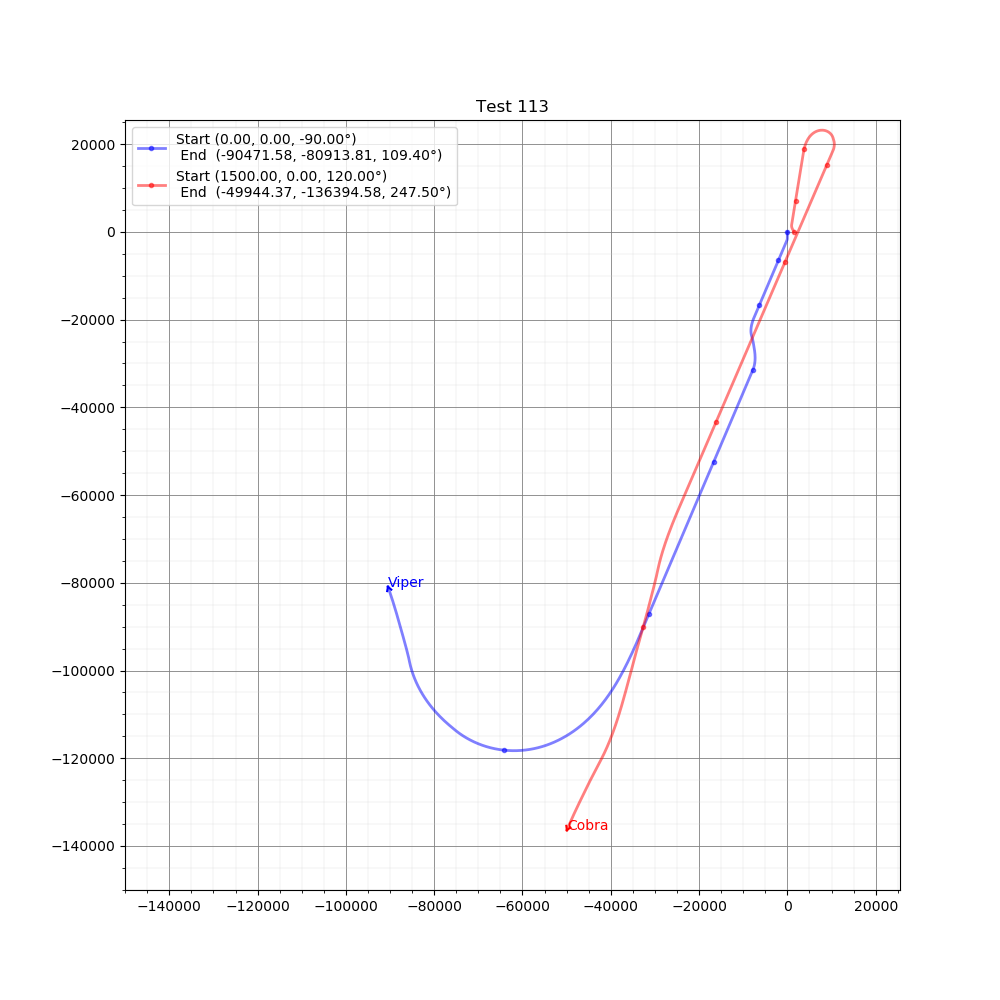 Test 113
Start (0.00, 0.00, -90.00°)
End  (-90471.58, -80913.81, 109.40°)
Start (1500.00, 0.00, 120.00°)
End  (-49944.37, -136394.58, 247.50°)
20000
0
−20000
−40000
−60000
−80000
−100000
−120000
−140000
Viper
Cobra
−140000 −120000 −100000 −80000 −60000 −40000 −20000 0 20000